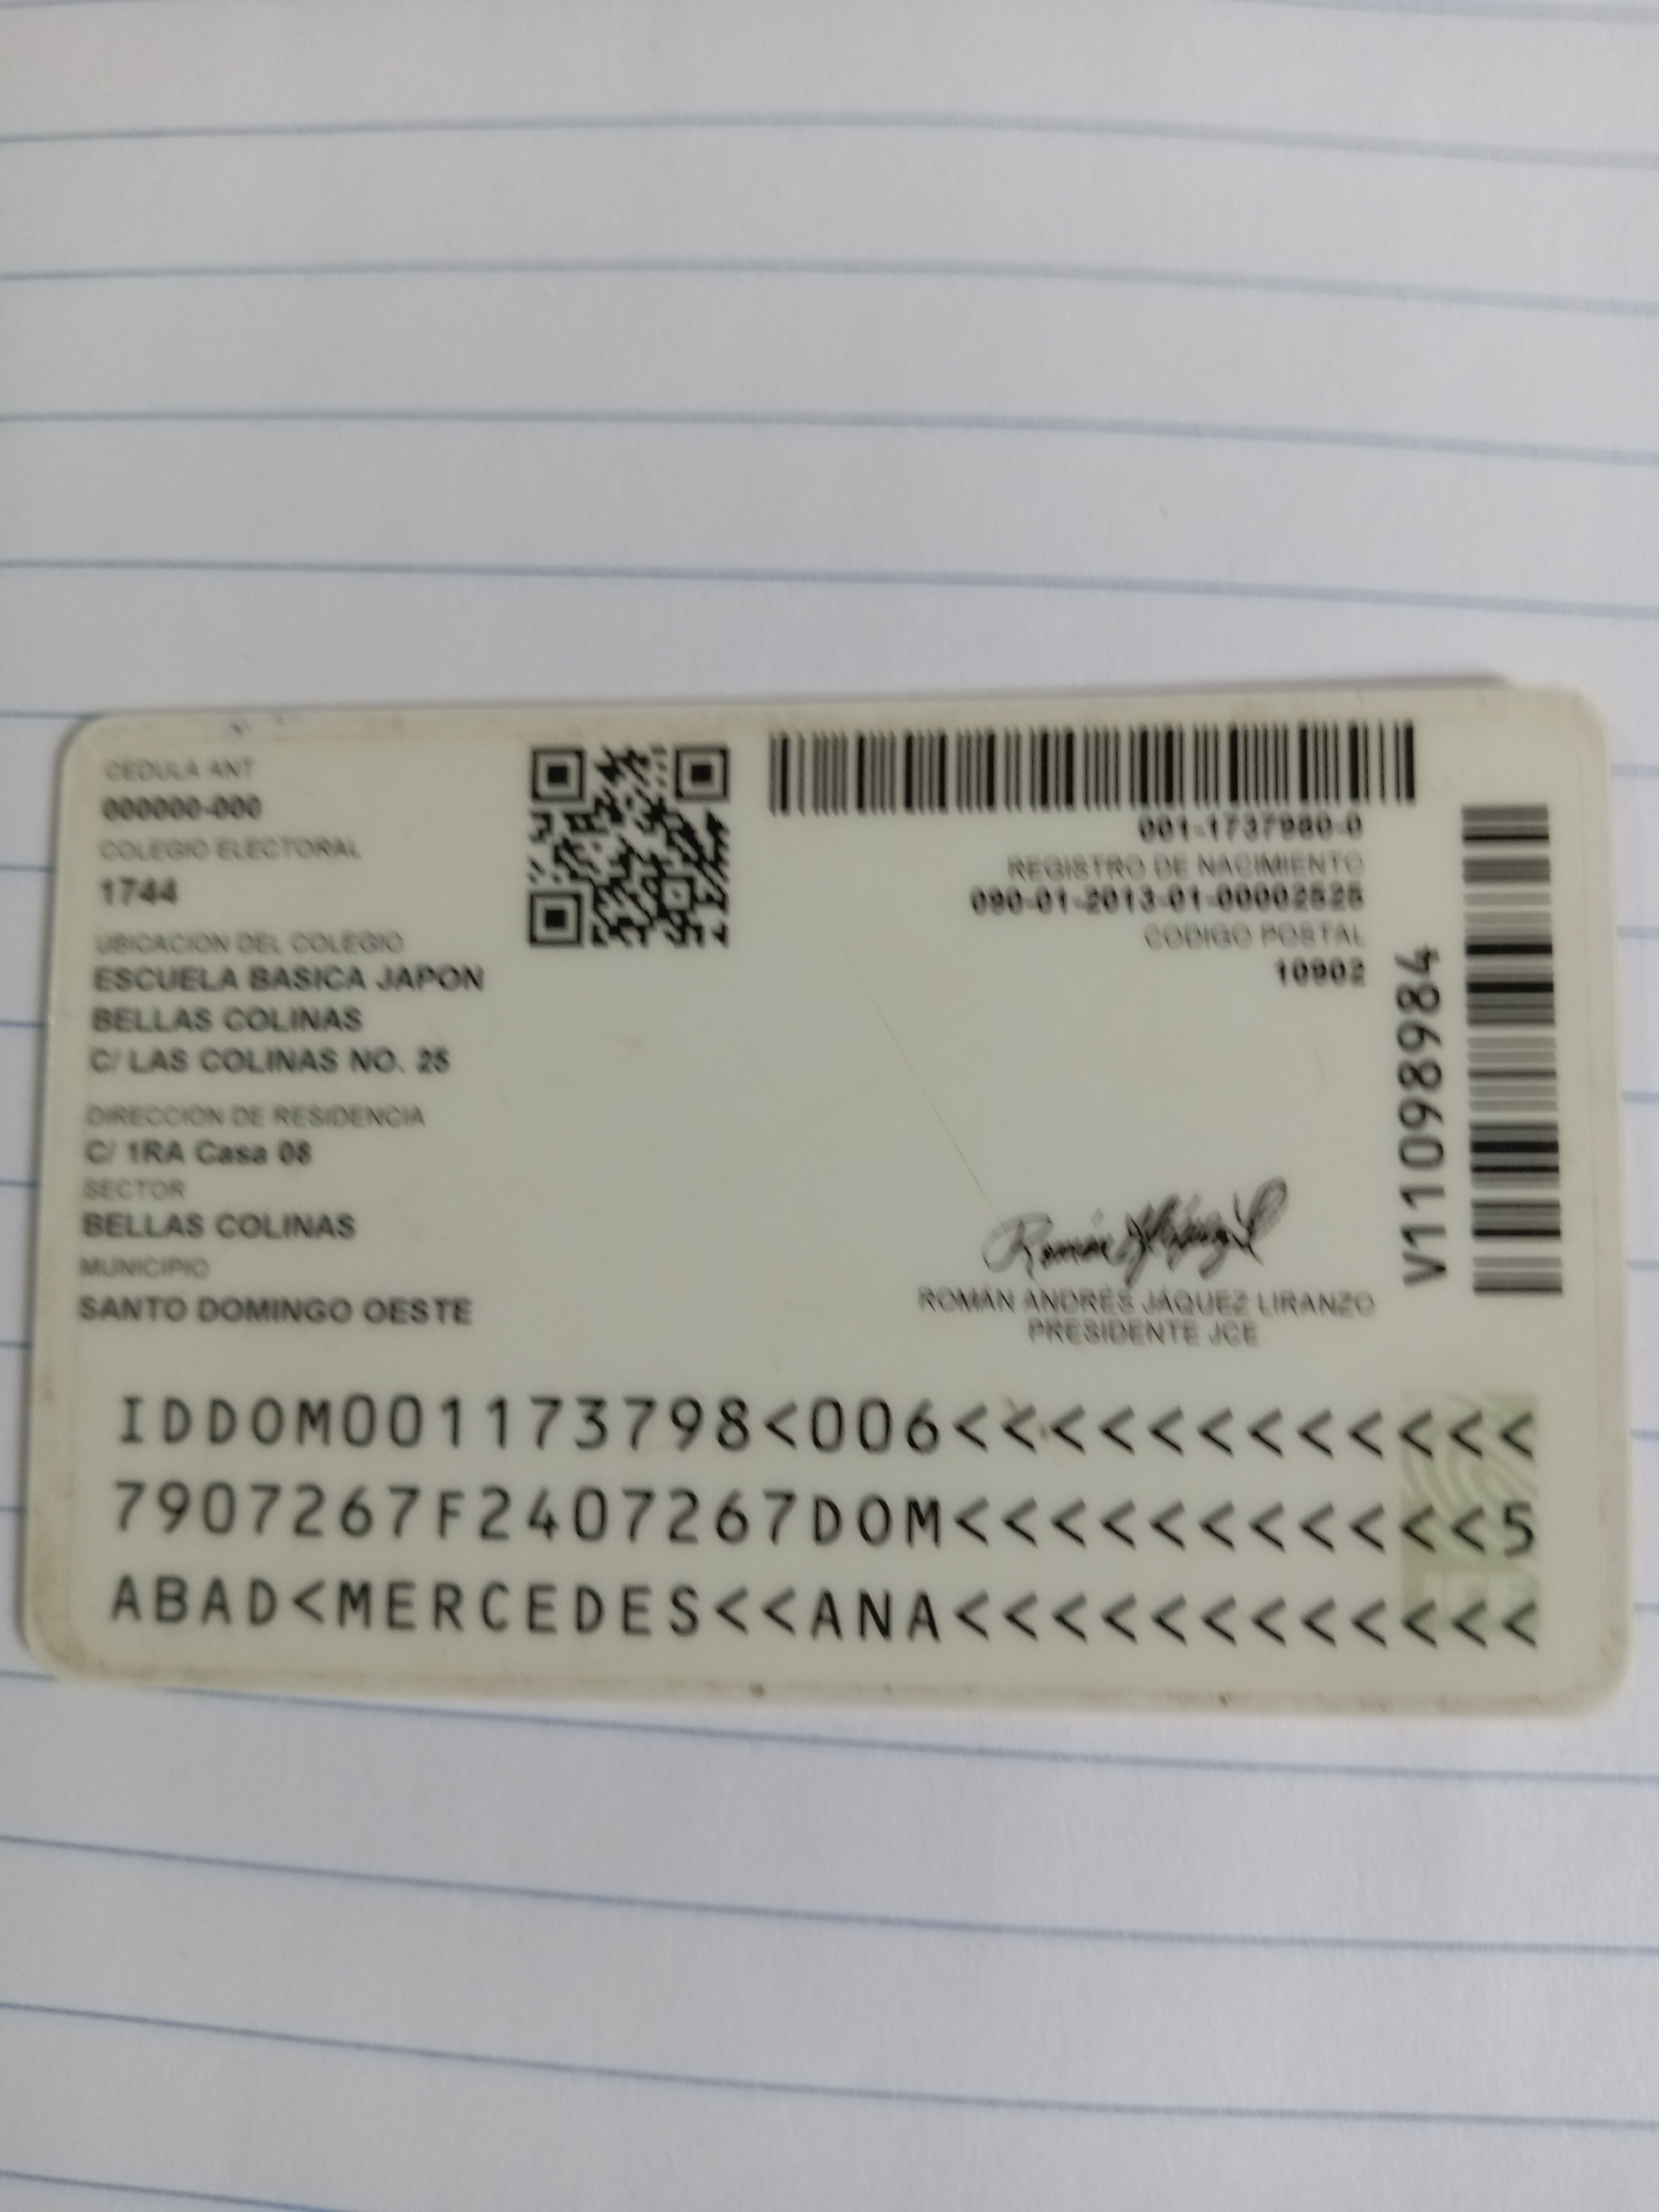 CEDULA ANT
000000-000
COLEGIO ELECTORAL
1744
UBICACION DEL COLEGIO
ESCUELA BASICA JAPON
BELLAS COLINAS
C/ LAS COLINAS NO. 25
DIRECCION DE RESIDENCIA
C/ 1RA Casa 08
SECTOR
BELLAS COLINAS
MUNICIPIO
SANTO DOMINGO OESTE
001-1737980-0
REGISTRO DE NACIMIENTO
090-01-2013-01-00002525
CODIGO POSTAL
10902
V11098984
Román A Jáquez L
ROMÁN ANDRÉS JÁQUEZ LIRANZO
PRESIDENTE JCE
IDDOM001173798<006<<<<<<<<<<<<
7907267F2407267DOM<<<<<<<<<<<5
ABAD<MERCEDES<<ANA<<<<<<<<<<<<